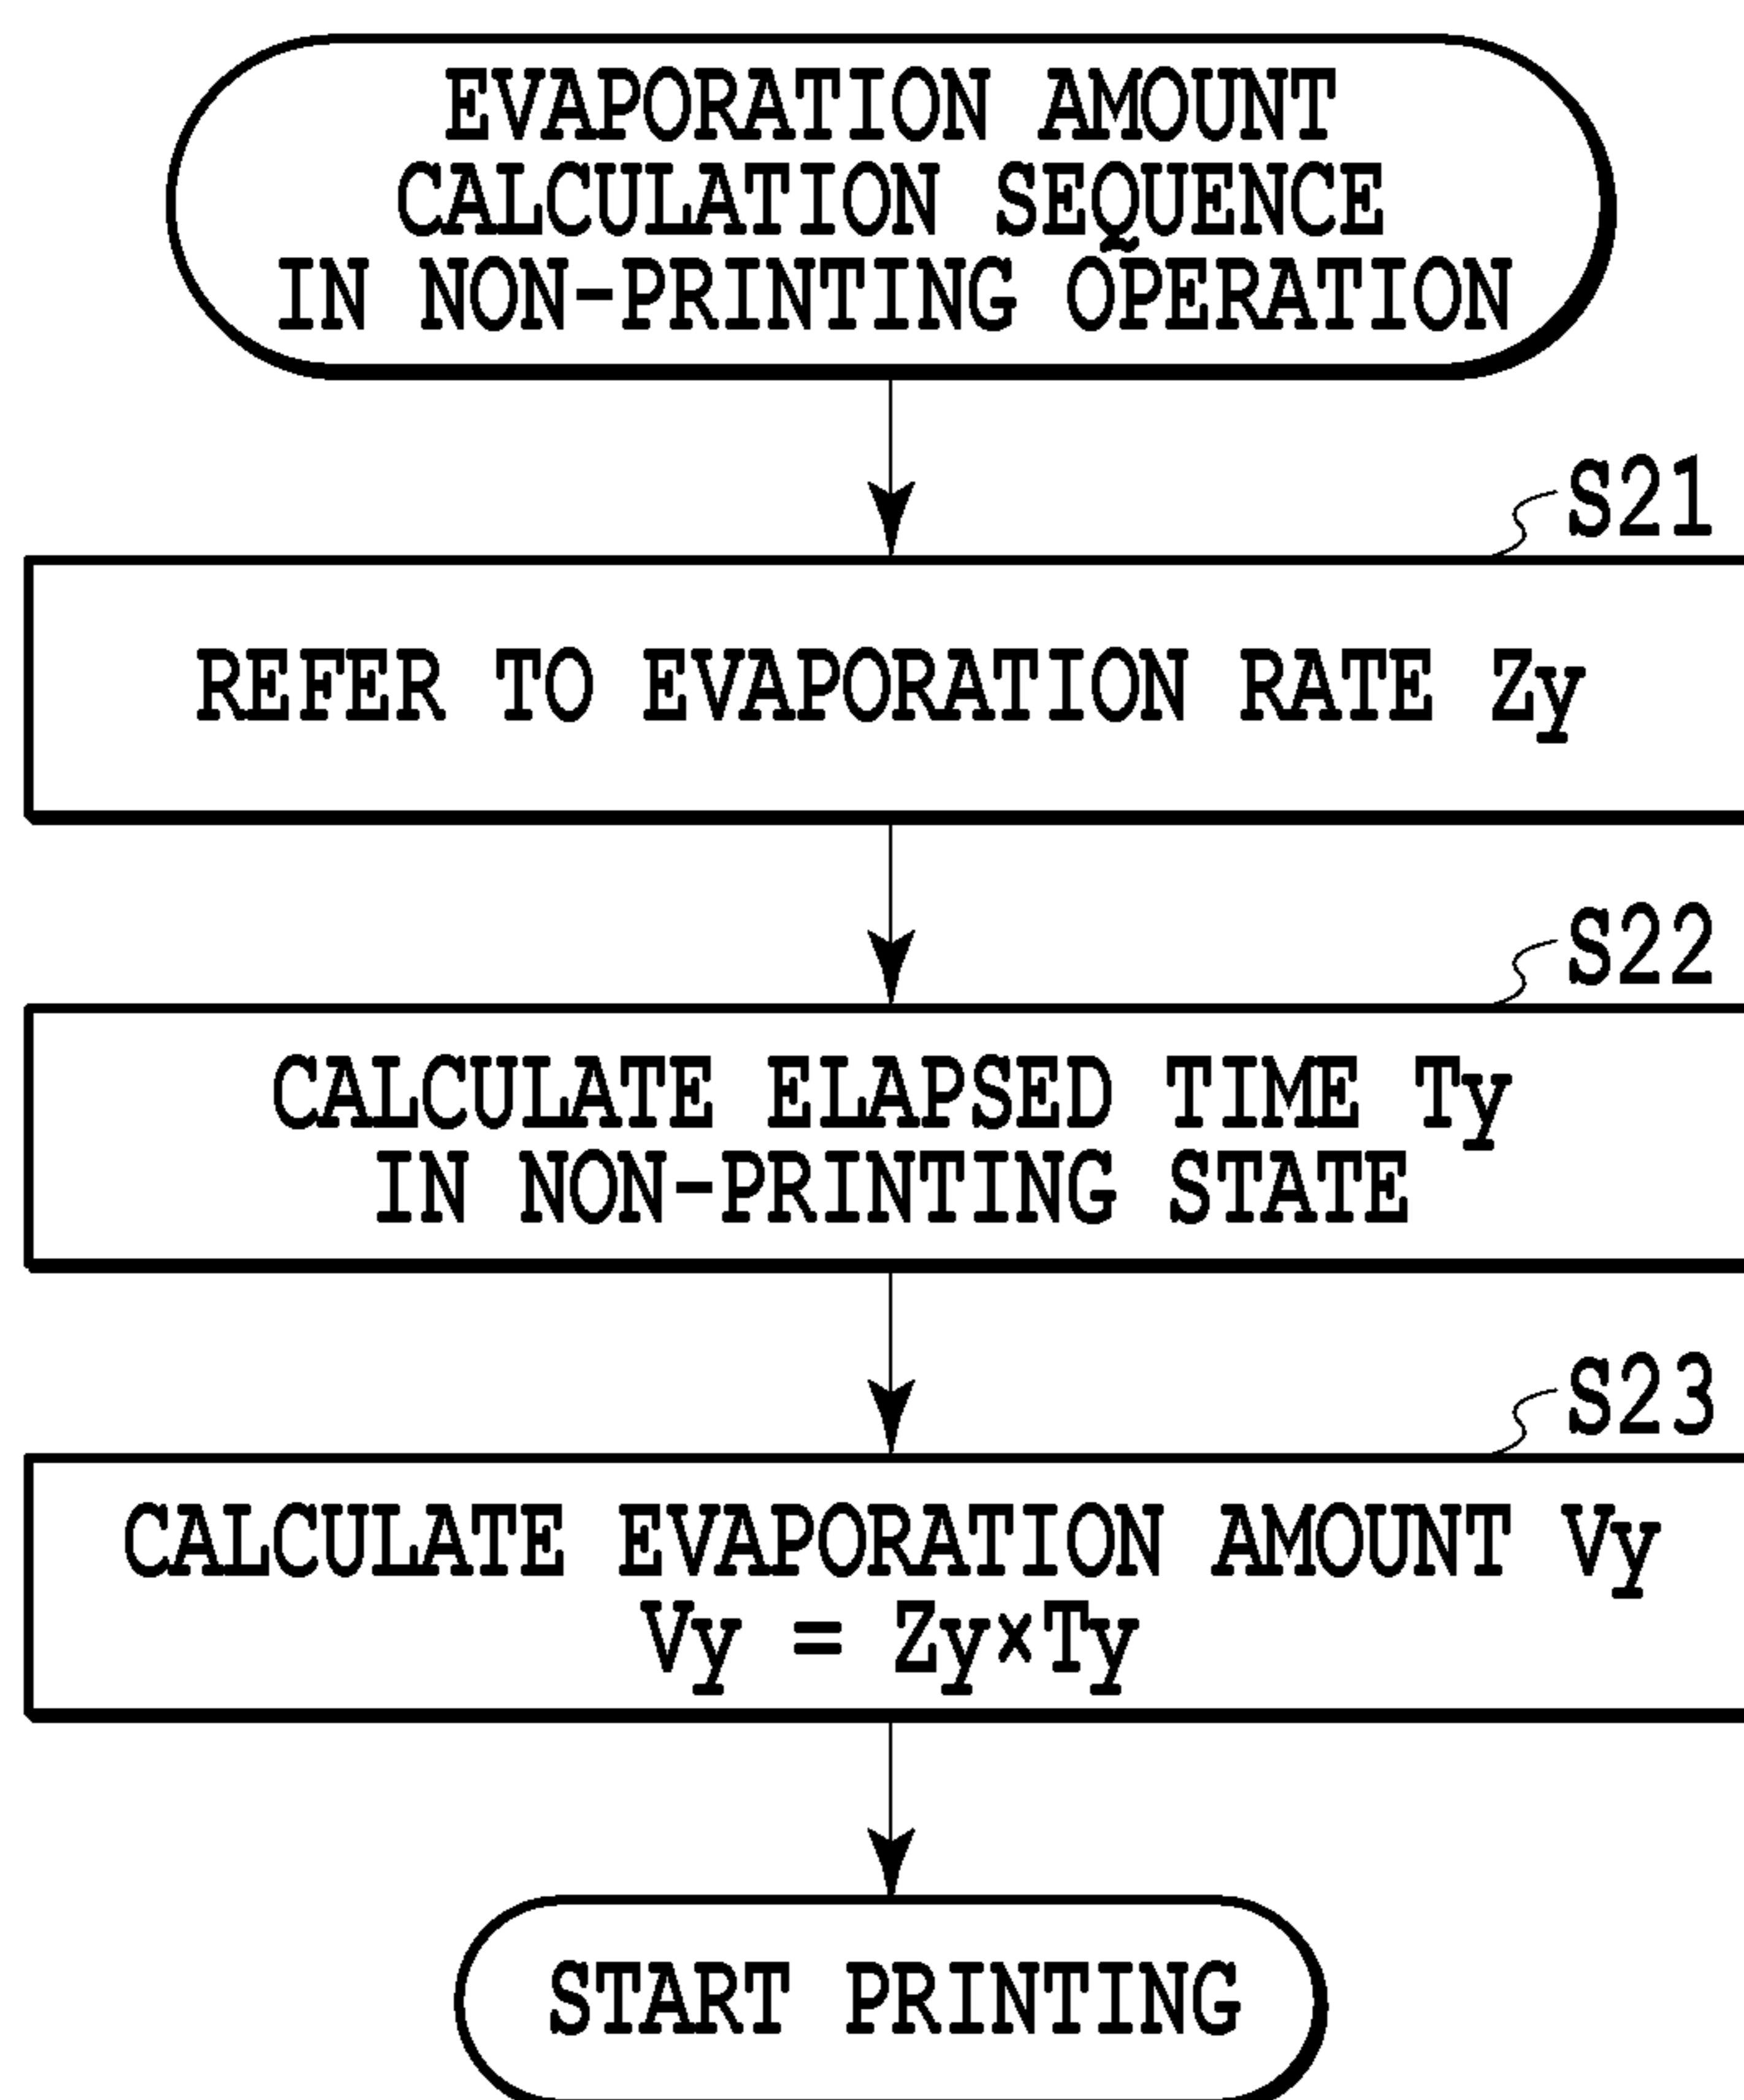 EVAPORATION AMOUNT
CALCULATION SEQUENCE
IN NON-PRINTING OPERATION
S21
REFER TO EVAPORATION RATE Zy
S22
CALCULATE ELAPSED TIME Ty
IN NON-PRINTING STATE
S23
CALCULATE EVAPORATION AMOUNT Vy
Vy = Zy×Ty
START PRINTING